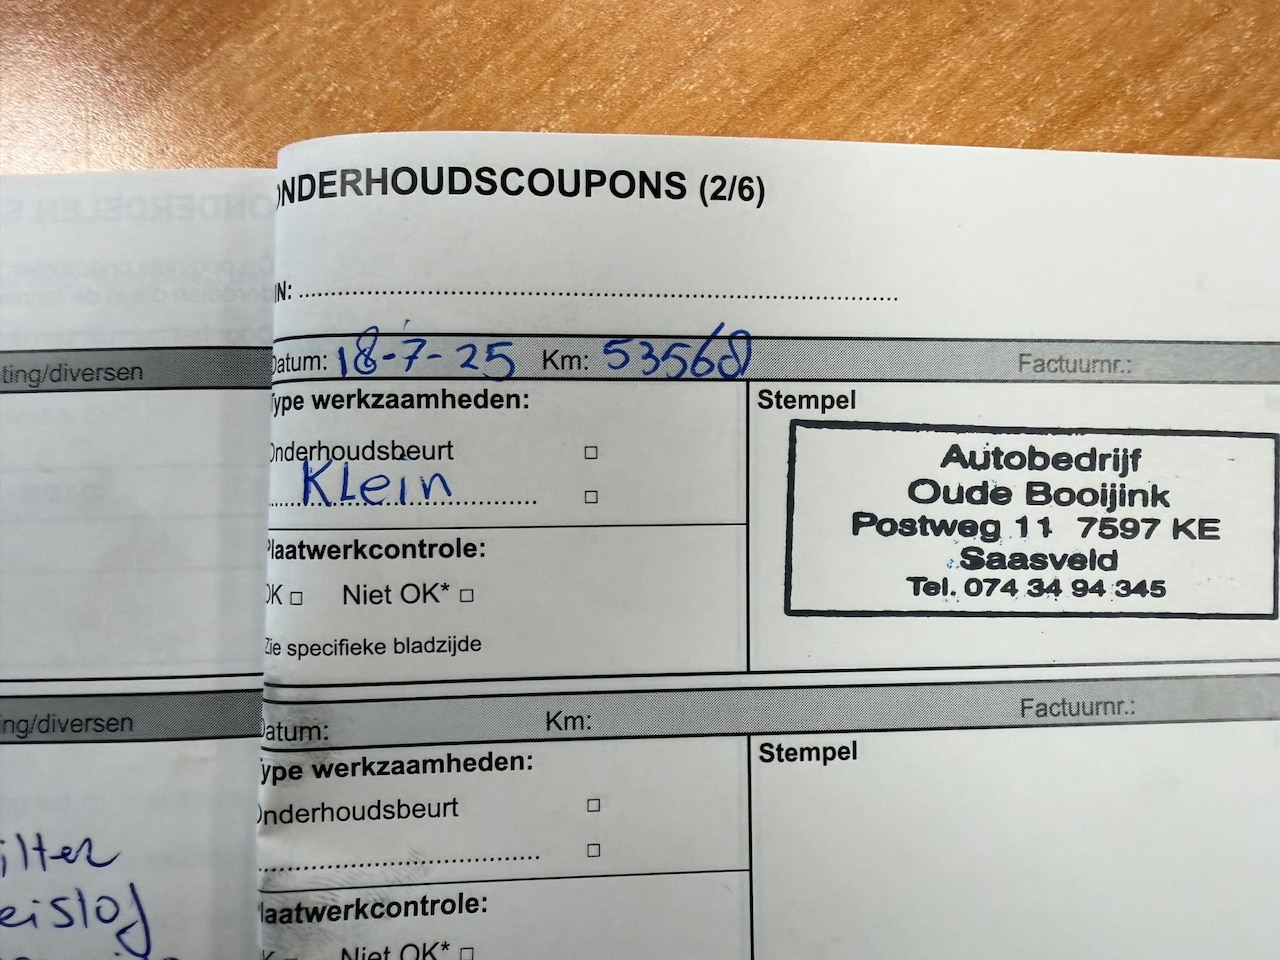 ONDERHOUDSCOUPONS (2/6)
IN: ................................................................
Datum: 18-7-25 Km: 53568 Factuurnr.:
Type werkzaamheden:
Onderhoudsbeurt □
Klein □
Plaatwerkcontrole:
OK □ Niet OK* □
Zie specifieke bladzijde
Stempel
Autobedrijf
Oude Booijink
Postweg 11 7597 KE
Saasveld
Tel. 074 34 94 345
Datum: Km: Factuurnr.:
Type werkzaamheden:
Onderhoudsbeurt □
................................ □
Plaatwerkcontrole:
K Niet OK* □
Stempel
ting/diversen
ing/diversen
ilter